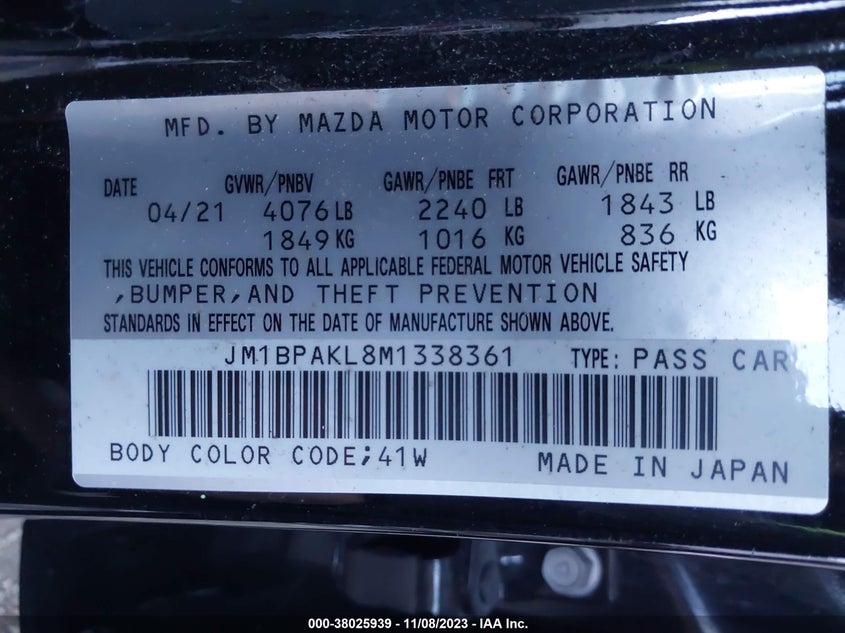 MFD. BY MAZDA MOTOR CORPORATION
DATE GVWR/PNBV GAWR/PNBE FRT GAWR/PNBE RR
04/21 4076 LB 2240 LB 1843 LB
1849 KG 1016 KG 836 KG
THIS VEHICLE CONFORMS TO ALL APPLICABLE FEDERAL MOTOR VEHICLE SAFETY
,BUMPER,AND THEFT PREVENTION
STANDARDS IN EFFECT ON THE DATE OF MANUFACTURE SHOWN ABOVE.
JM1BPAKL8M1338361 TYPE: PASS CAR
BODY COLOR CODE;41W MADE IN JAPAN
000-38025939 - 11/08/2023 - IAA Inc.